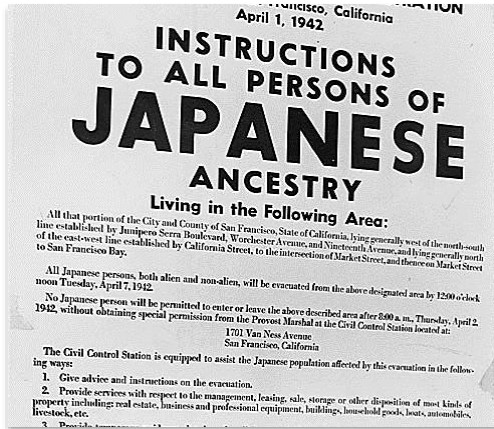 Francisco, California
April 1, 1942
INSTRUCTIONS
TO ALL PERSONS OF
JAPANESE
ANCESTRY
Living in the Following Area:
All that portion of the City and County of San Francisco, State of California, lying generally west of the north-south
line established by Junipero Serra Boulevard, Worchester Avenue, and Nineteenth Avenue, and lying generally north
of the east-west line established by California Street, to the intersection of Market Street, and thence on Market Street
to San Francisco Bay.
All Japanese persons, both alien and non-alien, will be evacuated from the above designated area by 12:00 o'clock
noon Tuesday, April 7, 1942.
No Japanese person will be permitted to enter or leave the above described area after 8:00 a. m., Thursday, April 2,
1942, without obtaining special permission from the Provost Marshal at the Civil Control Station located at:
1701 Van Ness Avenue
San Francisco, California
The Civil Control Station is equipped to assist the Japanese population affected by this evacuation in the follow-
ing ways:
1. Give advice and instructions on the evacuation.
2. Provide services with respect to the management, leasing, sale, storage or other disposition of most kinds of
property including: real estate, business and professional equipment, buildings, household goods, boats, automobiles,
livestock, etc.
3. Provide